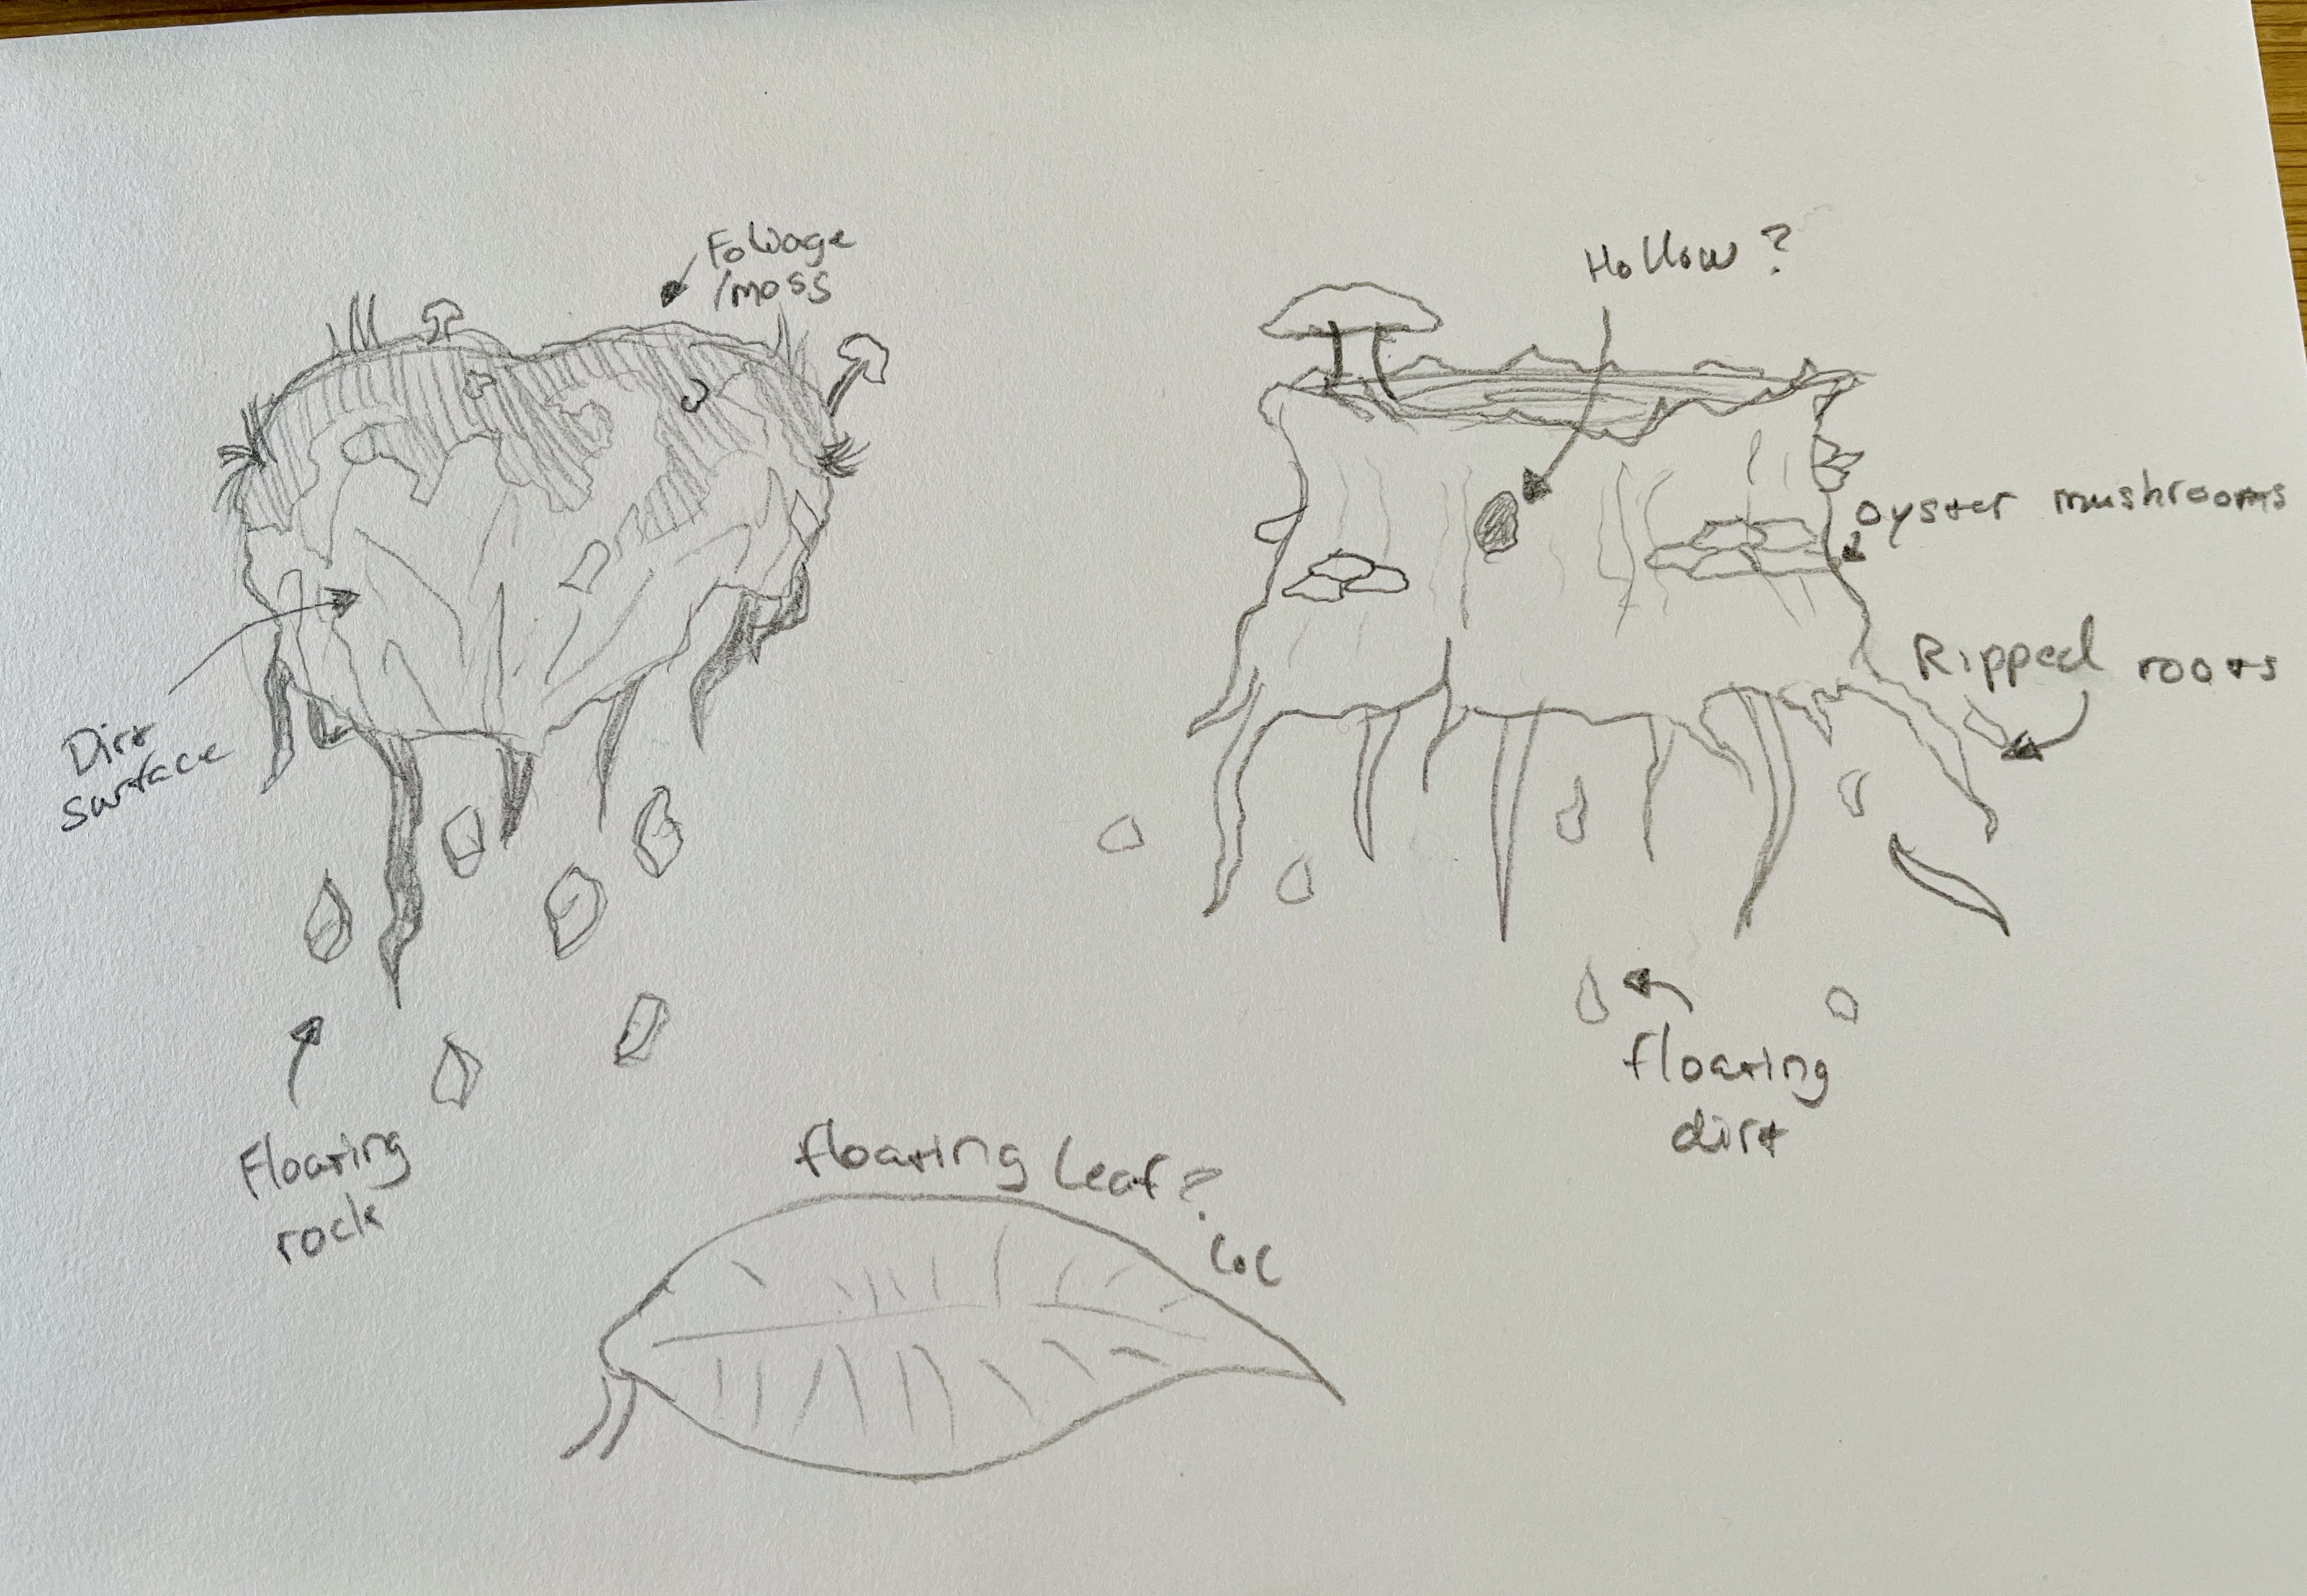 Foliage
/moss
Dirt
surface
Floating
rock
Hollow?
oyster mushrooms
Ripped roots
floating
dirt
floating leaf?
lol